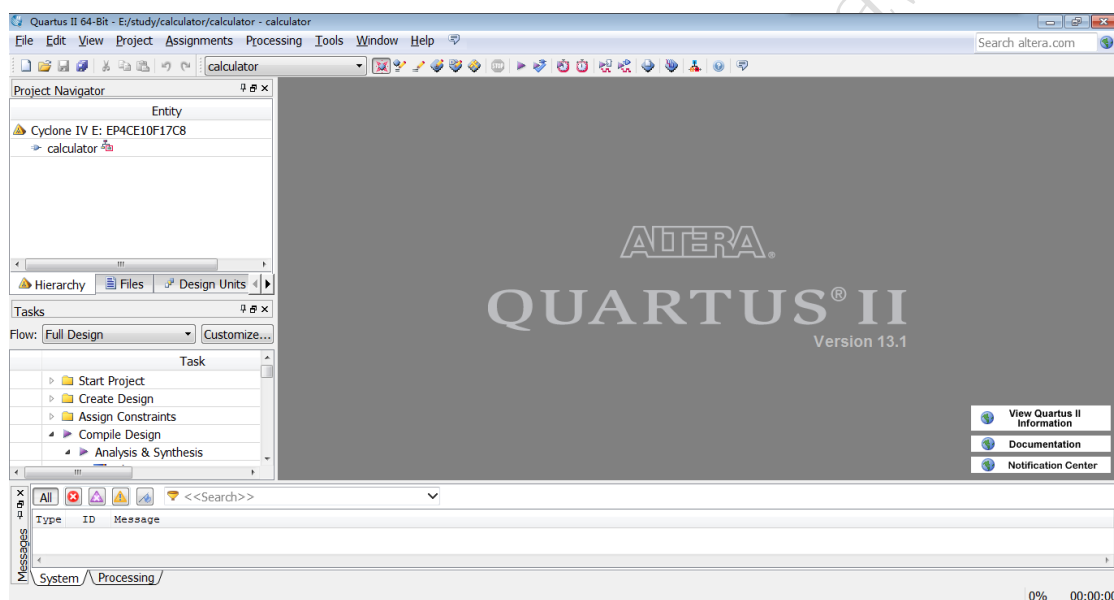 Quartus II 64-Bit - E:/study/calculator/calculator - calculator
File Edit View Project Assignments Processing Tools Window Help
Search altera.com
calculator
Project Navigator
Entity
Cyclone IV E: EP4CE10F17C8
calculator
Hierarchy Files Design Units
Tasks
Flow: Full Design Customize...
Task
Start Project
Create Design
Assign Constraints
Compile Design
Analysis & Synthesis
ALTERA®
QUARTUS® II
Version 13.1
View Quartus II
Information
Documentation
Notification Center
All <<Search>>
Type ID Message
Messages
System Processing
0% 00:00:00